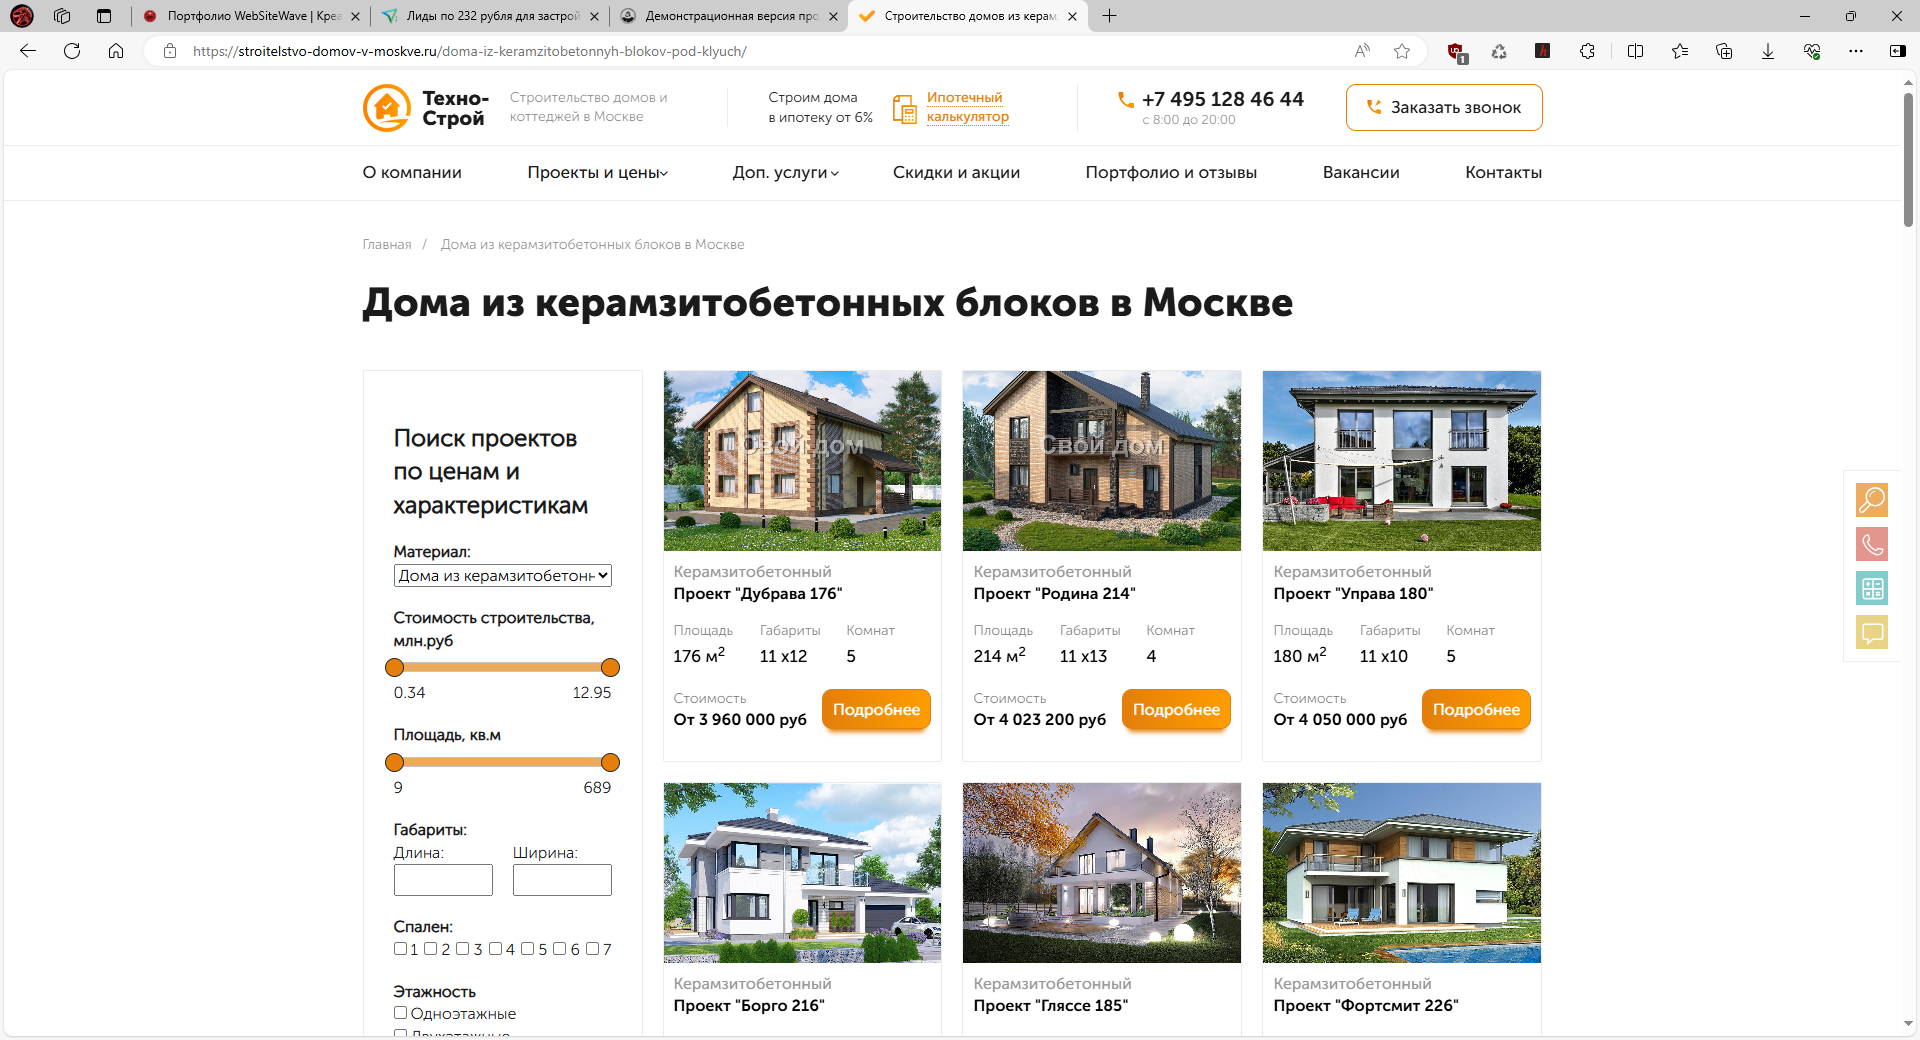 Портфолио WebSiteWave | Креа
Лиды по 232 рубля для застрой
Демонстрационная версия про
Строительство домов из керам
https://stroitelstvo-domov-v-moskve.ru/doma-iz-keramzitobetonnyh-blokov-pod-klyuch/
1
Техно-
Строй
Строительство домов и
коттеджей в Москве
Строим дома
в ипотеку от 6%
Ипотечный
калькулятор
+7 495 128 46 44
с 8:00 до 20:00
Заказать звонок
О компании
Проекты и цены
Доп. услуги
Скидки и акции
Портфолио и отзывы
Вакансии
Контакты
Главная / Дома из керамзитобетонных блоков в Москве
Дома из керамзитобетонных блоков в Москве
Поиск проектов
по ценам и
характеристикам
Материал:
Дома из керамзитобетонн
Стоимость строительства,
млн.руб
0.34 12.95
Площадь, кв.м
9 689
Габариты:
Длина: Ширина:
Спален:
1 2 3 4 5 6 7
Этажность
Одноэтажные
Двухэтажные
Свой дом
Керамзитобетонный
Проект "Дубрава 176"
Площадь Габариты Комнат
176 м2 11 x12 5
Стоимость
От 3 960 000 руб
Подробнее
Свой дом
Керамзитобетонный
Проект "Родина 214"
Площадь Габариты Комнат
214 м2 11 x13 4
Стоимость
От 4 023 200 руб
Подробнее
Керамзитобетонный
Проект "Управа 180"
Площадь Габариты Комнат
180 м2 11 x10 5
Стоимость
От 4 050 000 руб
Подробнее
Керамзитобетонный
Проект "Борго 216"
Керамзитобетонный
Проект "Гляссе 185"
Керамзитобетонный
Проект "Фортсмит 226"